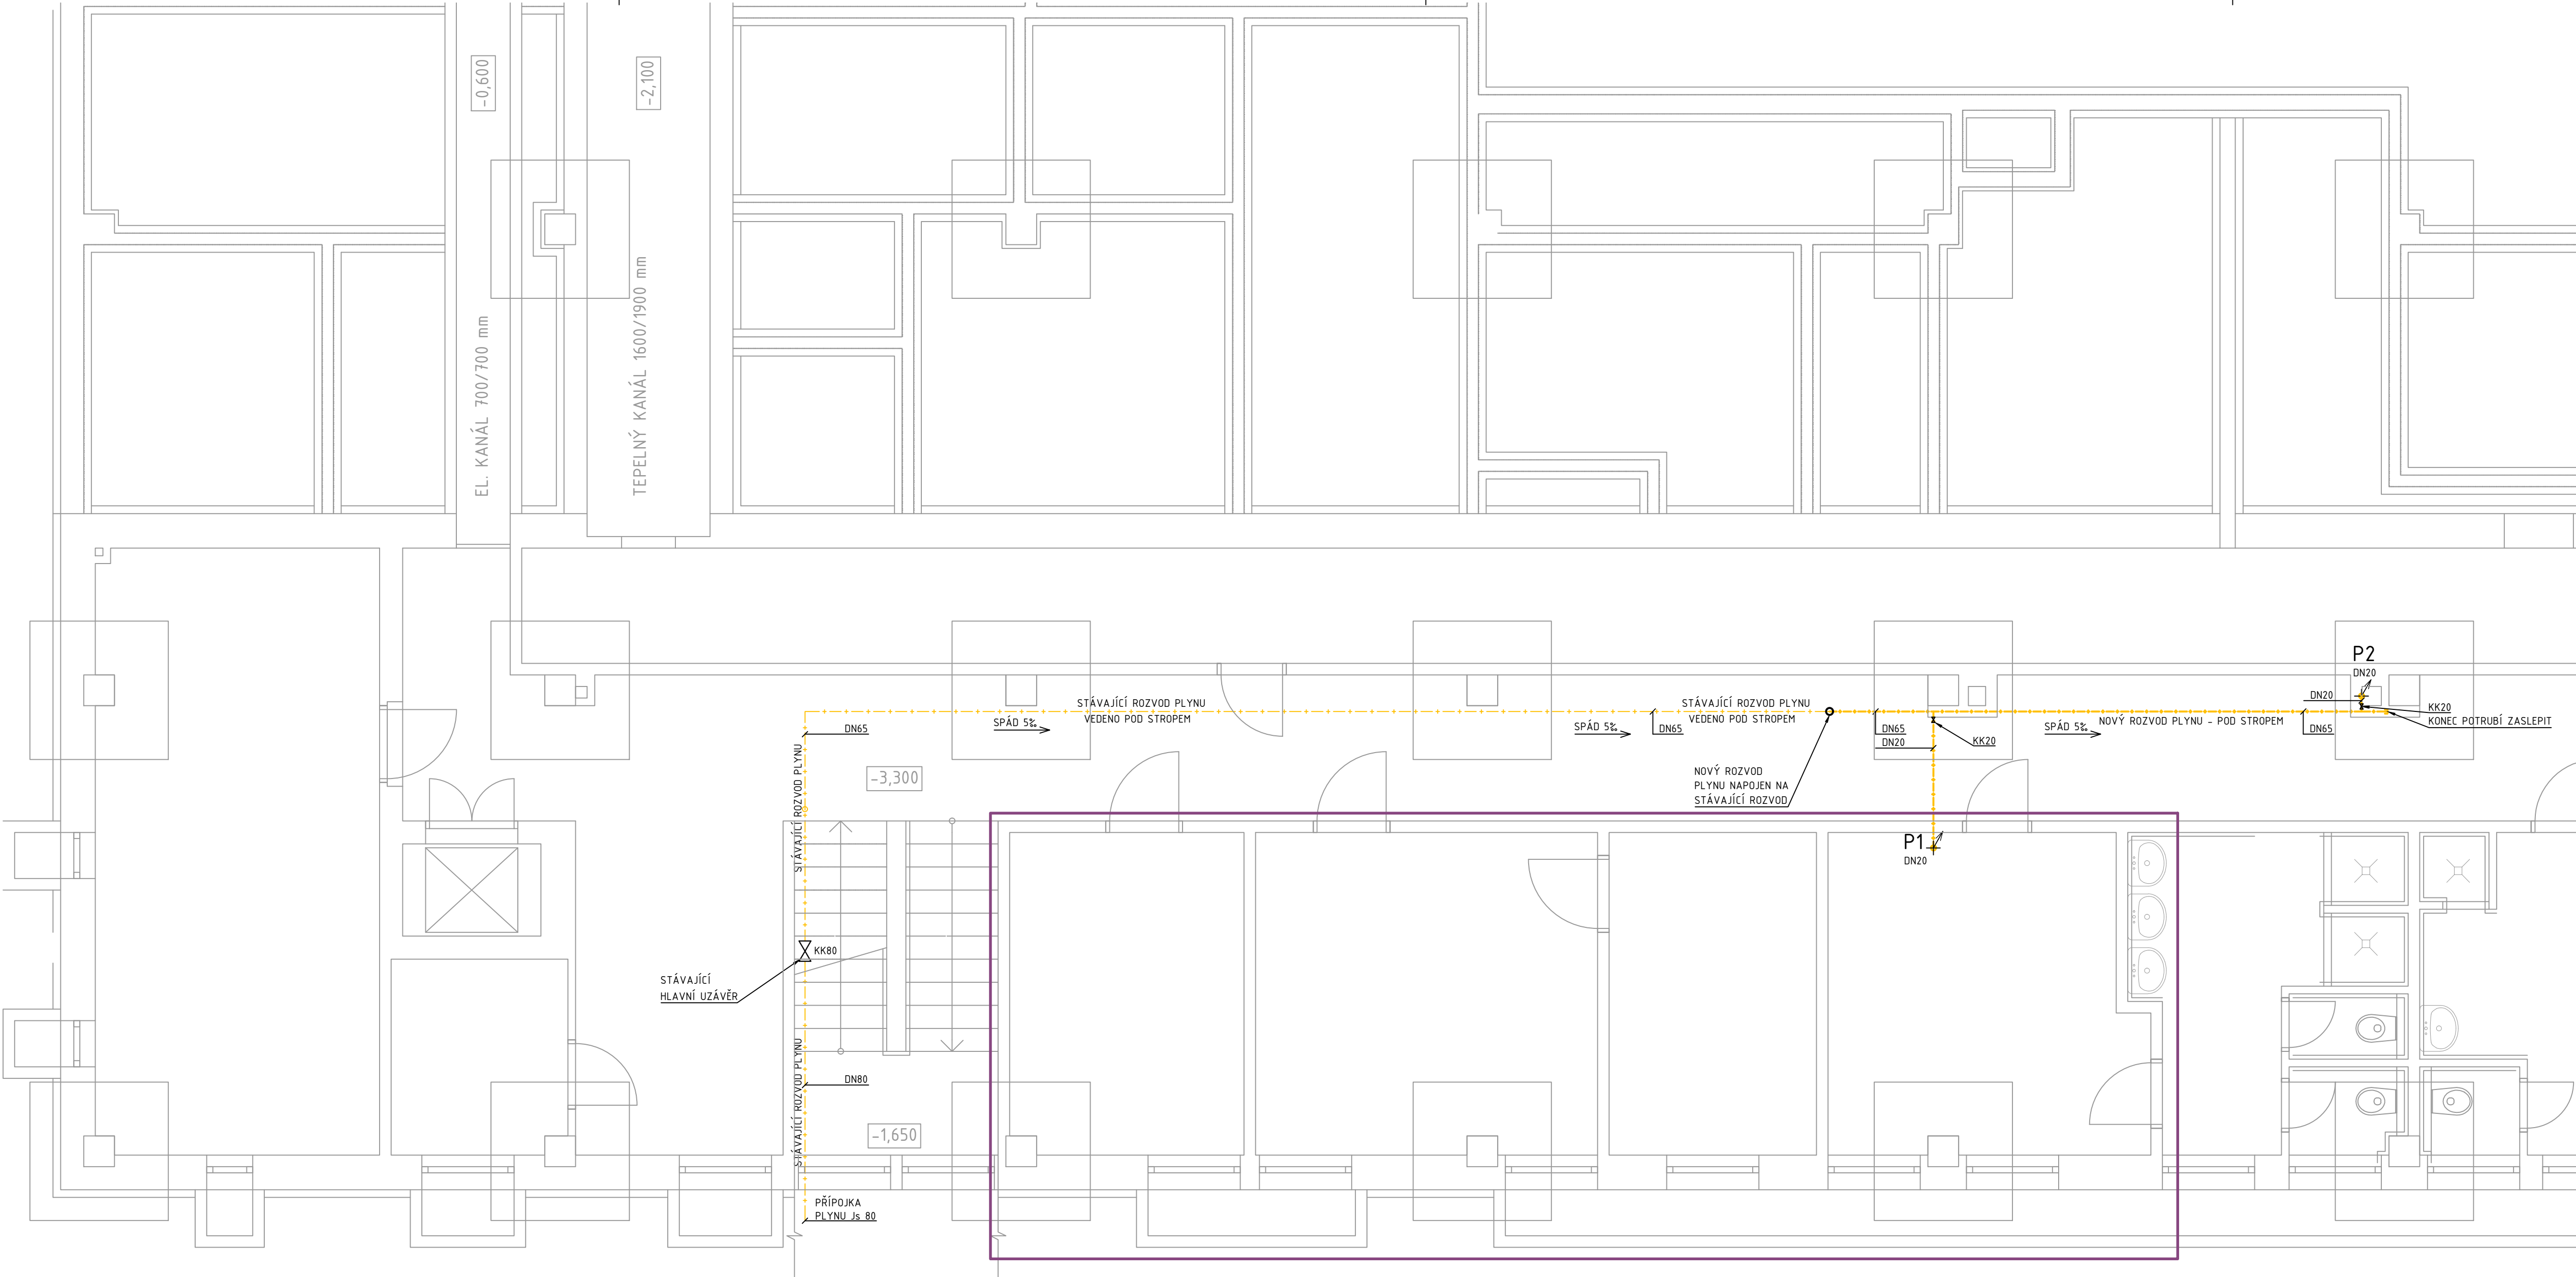 -0,600
-2,100
EL. KANÁL 700/700 mm
TEPELNÝ KANÁL 1600/1900 mm
P2
DN20
DN20
KK20
KONEC POTRUBÍ ZASLEPIT
STÁVAJÍCÍ ROZVOD PLYNU
VEDENO POD STROPEM
STÁVAJÍCÍ ROZVOD PLYNU
VEDENO POD STROPEM
SPÁD 5‰
SPÁD 5‰
SPÁD 5‰
NOVÝ ROZVOD PLYNU - POD STROPEM
DN65
DN65
DN65
DN65
DN20
KK20
NOVÝ ROZVOD
PLYNU NAPOJEN NA
STÁVAJÍCÍ ROZVOD
-3,300
STÁVAJÍCÍ ROZVOD PLYNU
P1
DN20
KK80
STÁVAJÍCÍ
HLAVNÍ UZÁVĚR
STÁVAJÍCÍ ROZVOD PLYNU
DN80
-1,650
PŘÍPOJKA
PLYNU Js 80